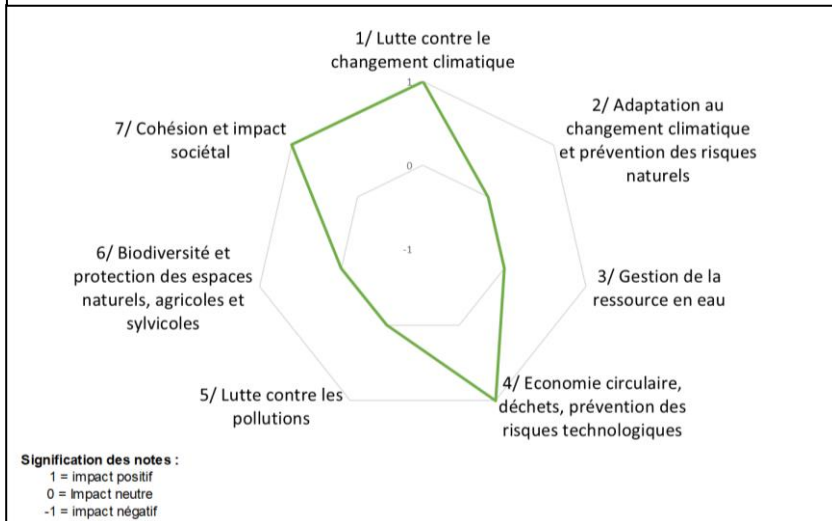 1/ Lutte contre le
changement climatique
1
2/ Adaptation au
changement climatique
et prévention des risques
naturels
7/ Cohésion et impact
sociétal
0
-1
6/ Biodiversité et
protection des espaces
naturels, agricoles et
sylvicoles
3/ Gestion de la
ressource en eau
5/ Lutte contre les
pollutions
4/ Economie circulaire,
déchets, prévention des
risques technologiques
Signification des notes :
1 = impact positif
0 = Impact neutre
-1 = impact négatif